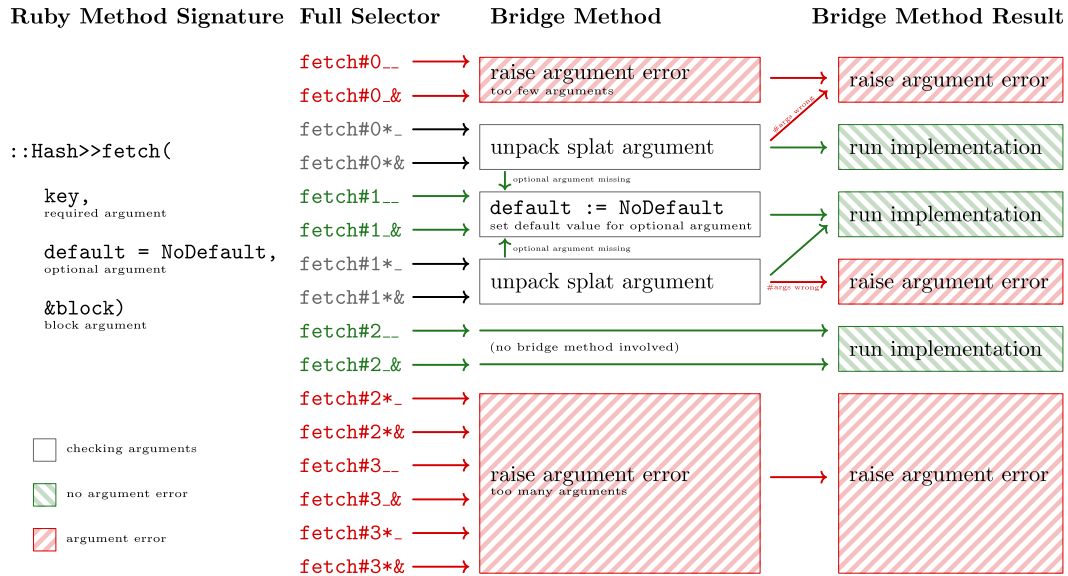 Ruby Method Signature
Full Selector
Bridge Method
Bridge Method Result
::Hash>>fetch(
key,
required argument
default = NoDefault,
optional argument
&block)
block argument
checking arguments
no argument error
argument error
fetch#0__
fetch#0_&
fetch#0*_
fetch#0*&
fetch#1__
fetch#1_&
fetch#1*_
fetch#1*&
fetch#2__
fetch#2_&
fetch#2*_
fetch#2*&
fetch#3__
fetch#3_&
fetch#3*_
fetch#3*&
raise argument error
too few arguments
unpack splat argument
optional argument missing
default := NoDefault
set default value for optional argument
optional argument missing
unpack splat argument
(no bridge method involved)
raise argument error
too many arguments
#args wrong
#args wrong
raise argument error
run implementation
run implementation
raise argument error
run implementation
raise argument error